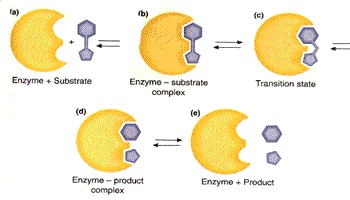 (a)
+
Enzyme + Substrate
(b)
Enzyme – substrate
complex
(c)
Transition state
(d)
Enzyme – product
complex
(e)
Enzyme + Product